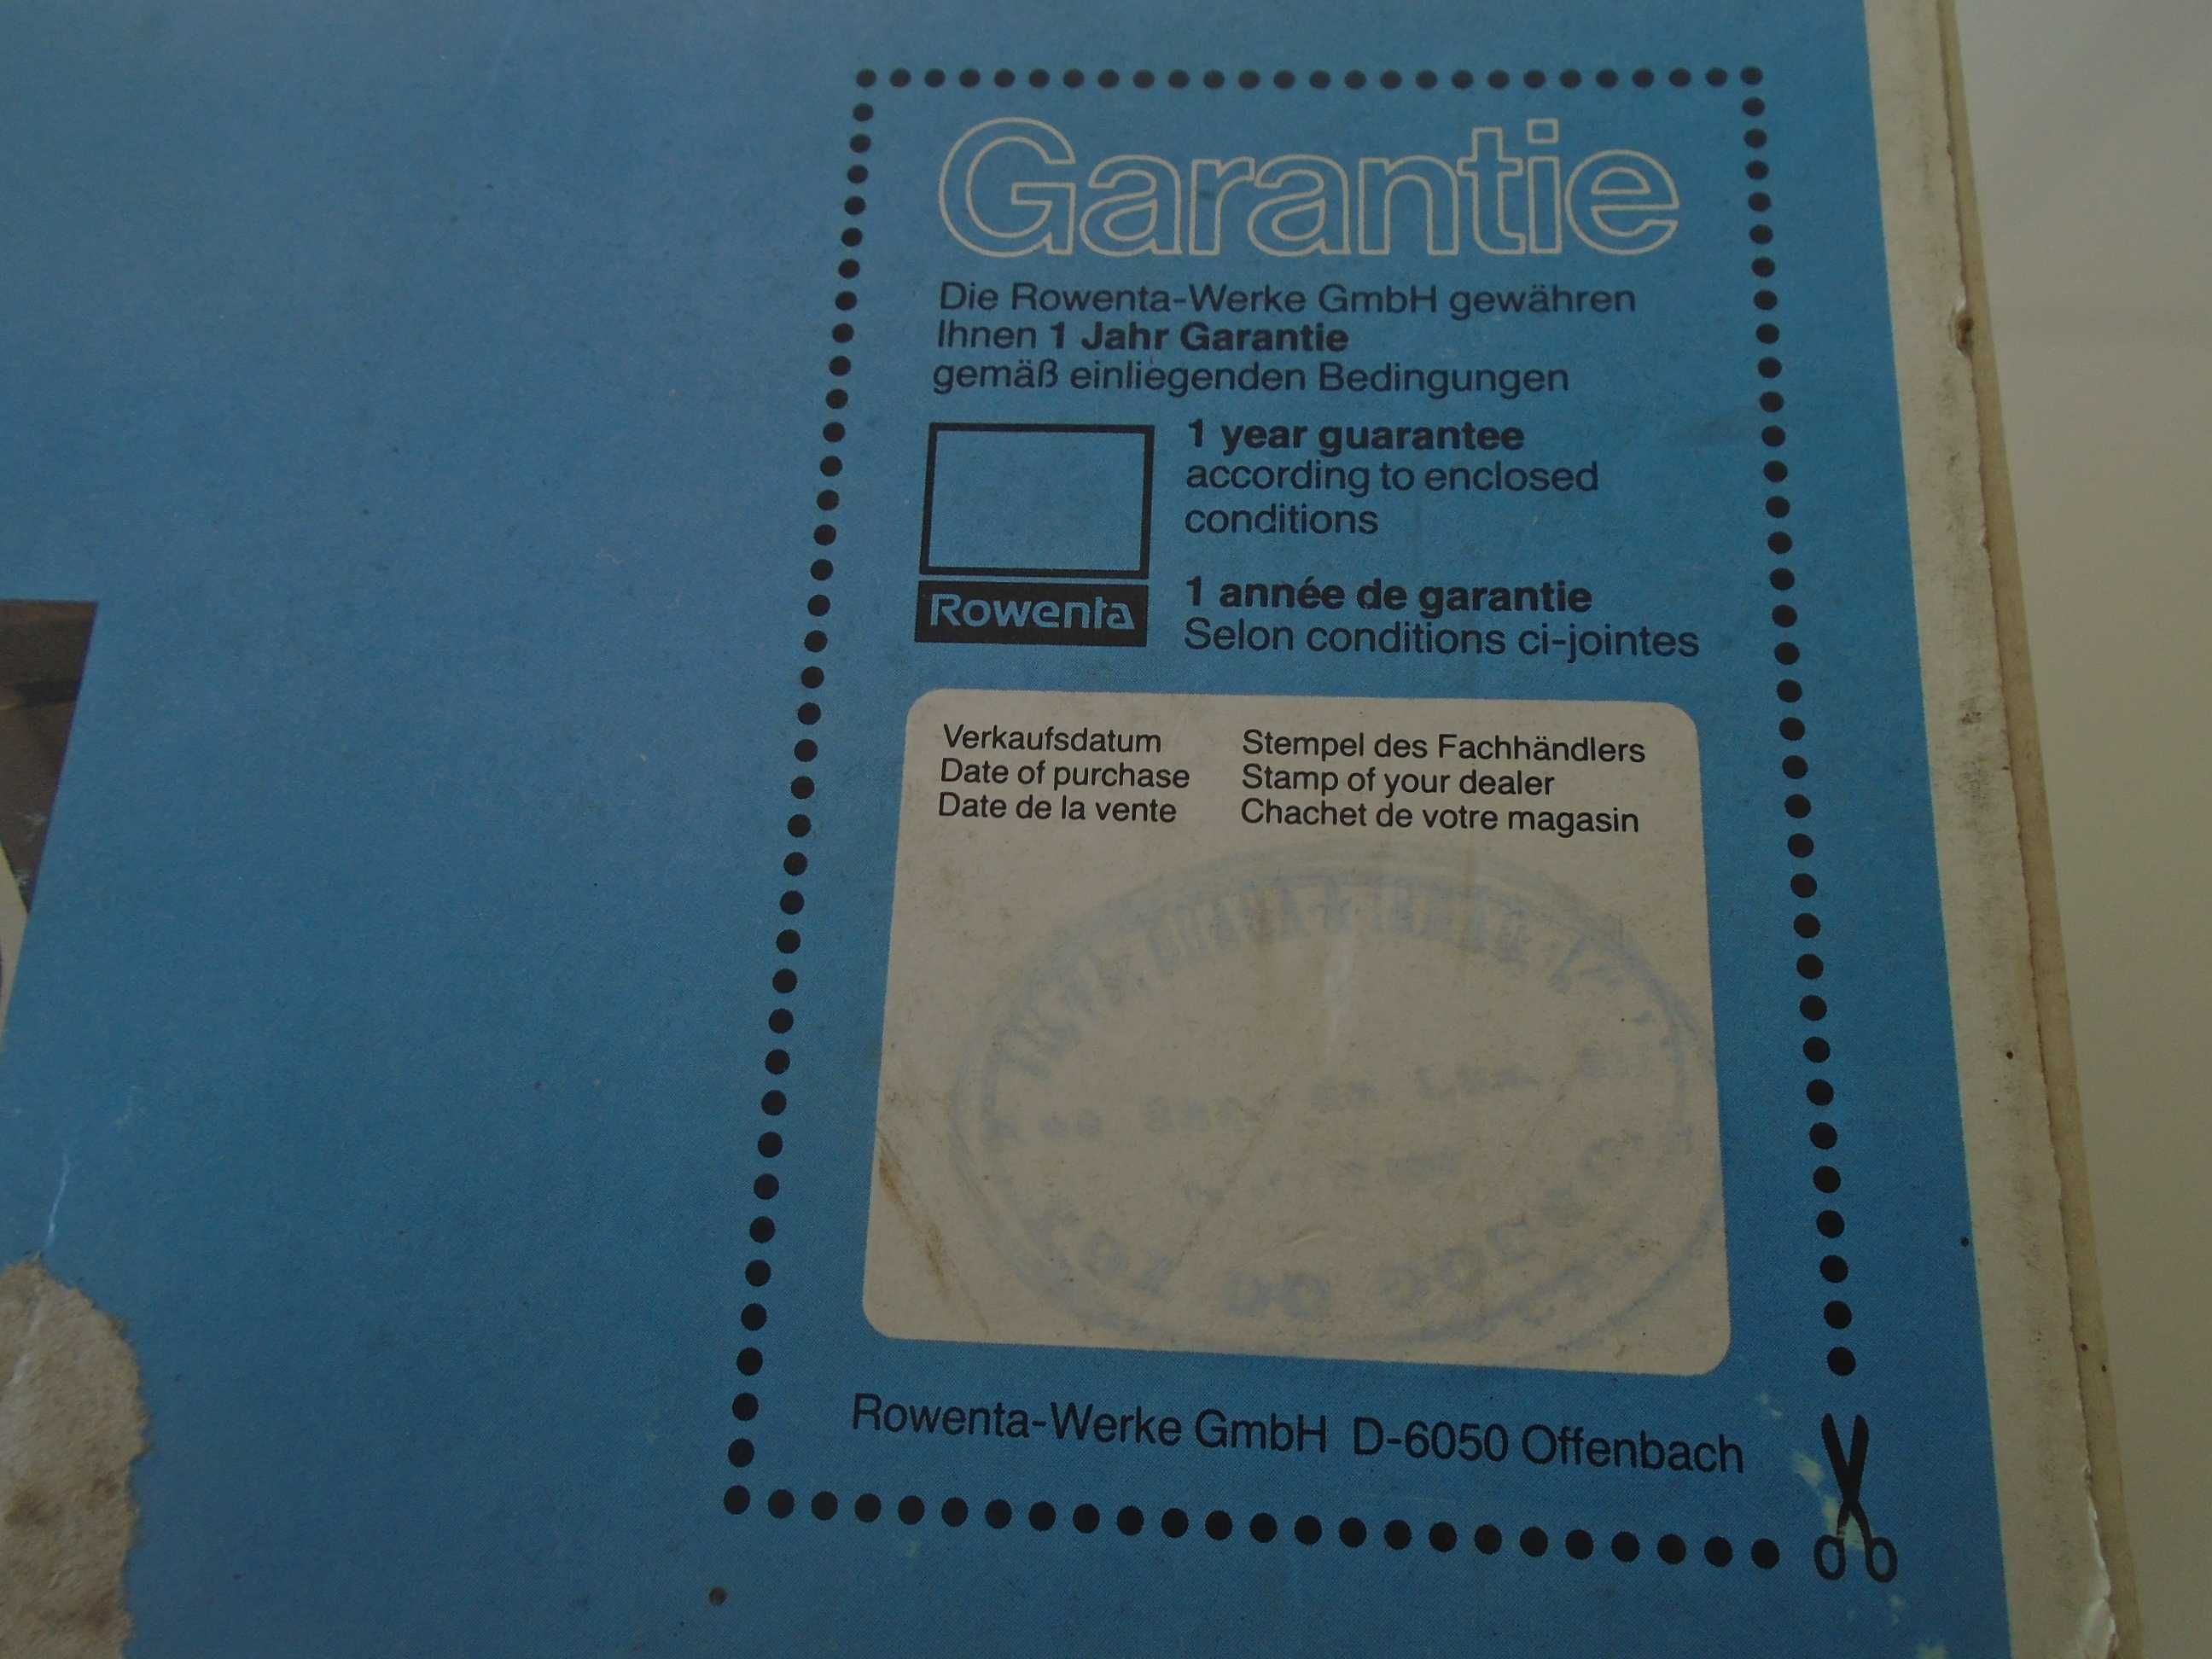 Garantie
Die Rowenta-Werke GmbH gewähren
Ihnen 1 Jahr Garantie
gemäß einliegenden Bedingungen
1 year guarantee
according to enclosed
conditions
Rowenta
1 année de garantie
Selon conditions ci-jointes
Verkaufsdatum
Date of purchase
Date de la vente
Stempel des Fachhändlers
Stamp of your dealer
Chachet de votre magasin
Rowenta-Werke GmbH D-6050 Offenbach